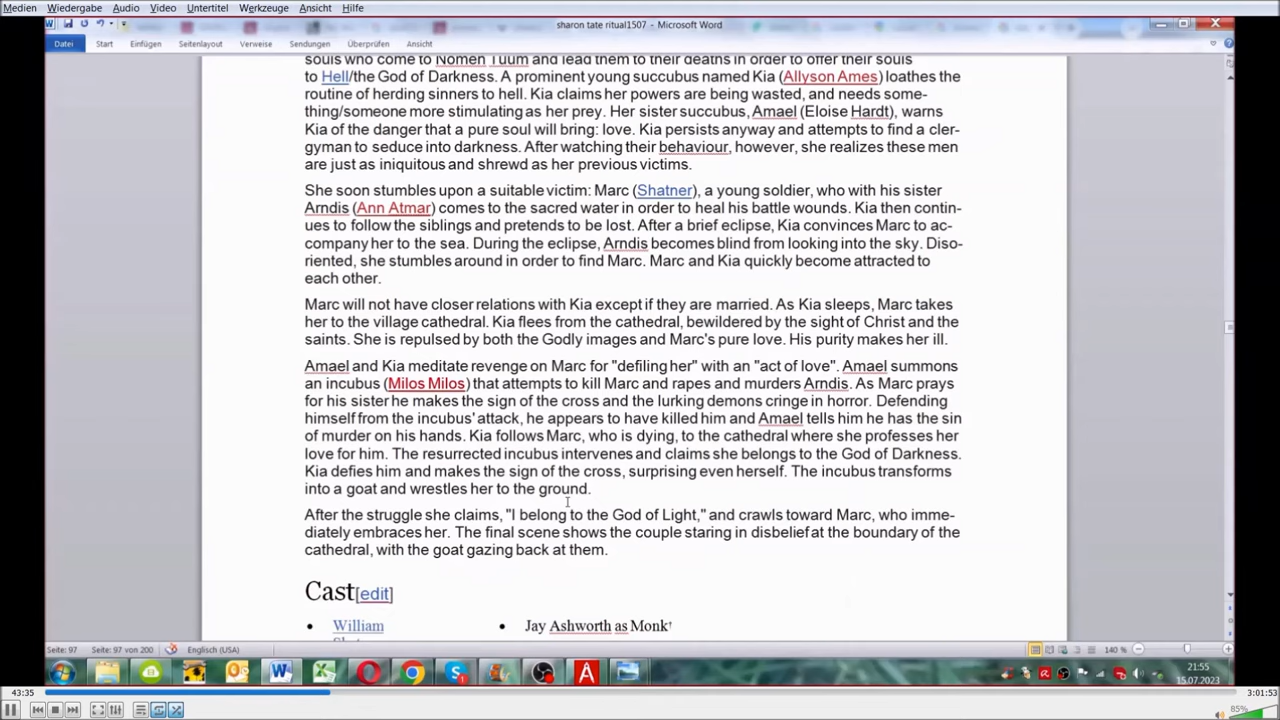 Medien Wiedergabe Audio Video Untertitel Werkzeuge Ansicht Hilfe
sharon tate ritual1507 - Microsoft Word
Datei Start Einfügen Seitenlayout Verweise Sendungen Überprüfen Ansicht
souls who come to Nomen Tuum and lead them to their deaths in order to offer their souls
to Hell/the God of Darkness. A prominent young succubus named Kia (Allyson Ames) loathes the
routine of herding sinners to hell. Kia claims her powers are being wasted, and needs some-
thing/someone more stimulating as her prey. Her sister succubus, Amael (Eloise Hardt), warns
Kia of the danger that a pure soul will bring: love. Kia persists anyway and attempts to find a cler-
gyman to seduce into darkness. After watching their behaviour, however, she realizes these men
are just as iniquitous and shrewd as her previous victims.
She soon stumbles upon a suitable victim: Marc (Shatner), a young soldier, who with his sister
Arndis (Ann Atmar) comes to the sacred water in order to heal his battle wounds. Kia then contin-
ues to follow the siblings and pretends to be lost. After a brief eclipse, Kia convinces Marc to ac-
company her to the sea. During the eclipse, Arndis becomes blind from looking into the sky. Diso-
riented, she stumbles around in order to find Marc. Marc and Kia quickly become attracted to
each other.
Marc will not have closer relations with Kia except if they are married. As Kia sleeps, Marc takes
her to the village cathedral. Kia flees from the cathedral, bewildered by the sight of Christ and the
saints. She is repulsed by both the Godly images and Marc's pure love. His purity makes her ill.
Amael and Kia meditate revenge on Marc for "defiling her" with an "act of love". Amael summons
an incubus (Milos Milos) that attempts to kill Marc and rapes and murders Arndis. As Marc prays
for his sister he makes the sign of the cross and the lurking demons cringe in horror. Defending
himself from the incubus' attack, he appears to have killed him and Amael tells him he has the sin
of murder on his hands. Kia follows Marc, who is dying, to the cathedral where she professes her
love for him. The resurrected incubus intervenes and claims she belongs to the God of Darkness.
Kia defies him and makes the sign of the cross, surprising even herself. The incubus transforms
into a goat and wrestles her to the ground.
After the struggle she claims, "I belong to the God of Light," and crawls toward Marc, who imme-
diately embraces her. The final scene shows the couple staring in disbelief at the boundary of the
cathedral, with the goat gazing back at them.
Cast[edit]
• William • Jay Ashworth as Monk†
Seite: 97 Seite: 97 von 200 Englisch (USA) 140 %
21:55
15.07.2023
43:35 3:01:53
85%